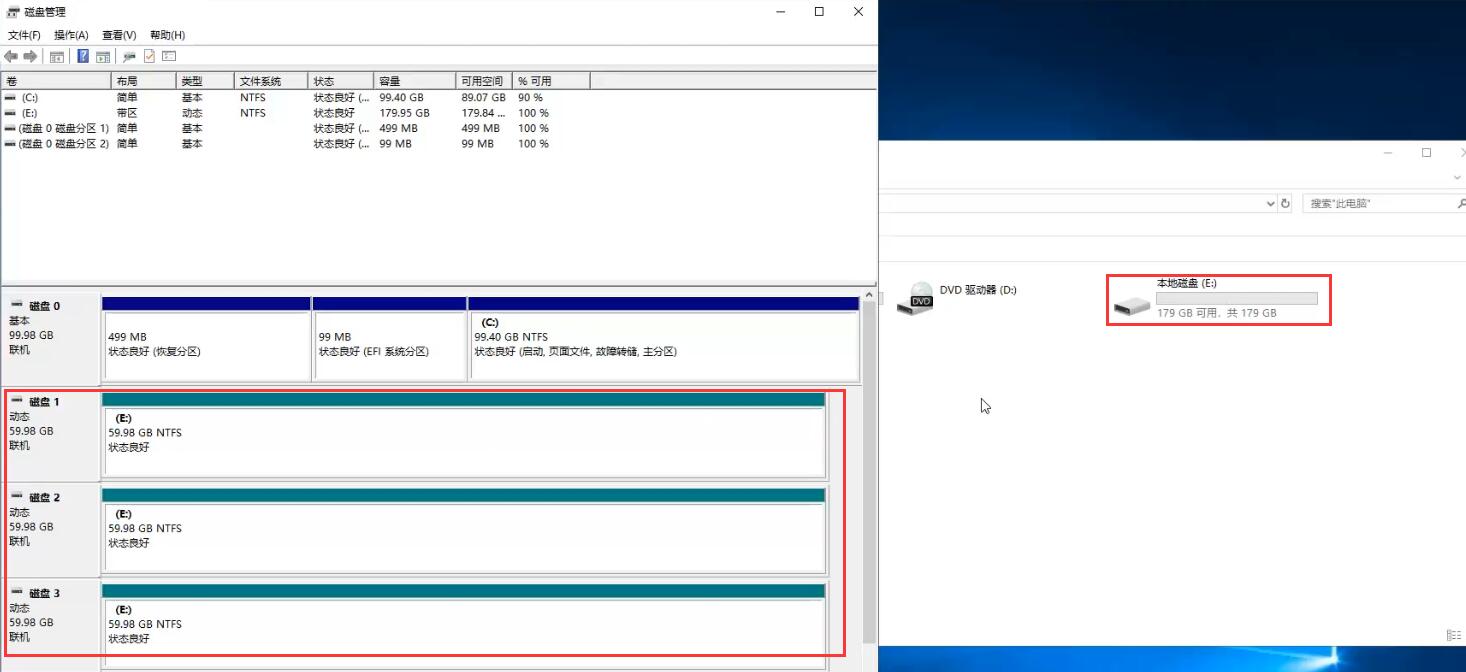 磁盘管理
文件(F) 操作(A) 查看(V) 帮助(H)
卷 布局 类型 文件系统 状态 容量 可用空间 % 可用
(C:) 简单 基本 NTFS 状态良好 (... 99.40 GB 89.07 GB 90 %
(E:) 带区 动态 NTFS 状态良好 179.95 GB 179.84 ... 100 %
(磁盘 0 磁盘分区 1) 简单 基本 状态良好 (... 499 MB 499 MB 100 %
(磁盘 0 磁盘分区 2) 简单 基本 状态良好 (... 99 MB 99 MB 100 %
磁盘 0
基本
99.98 GB
联机
499 MB
状态良好 (恢复分区)
99 MB
状态良好 (EFI 系统分区)
(C:)
99.40 GB NTFS
状态良好 (启动, 页面文件, 故障转储, 主分区)
磁盘 1
动态
59.98 GB
联机
(E:)
59.98 GB NTFS
状态良好
磁盘 2
动态
59.98 GB
联机
(E:)
59.98 GB NTFS
状态良好
磁盘 3
动态
59.98 GB
联机
(E:)
59.98 GB NTFS
状态良好
搜索"此电脑"
DVD
DVD 驱动器 (D:)
本地磁盘 (E:)
179 GB 可用，共 179 GB